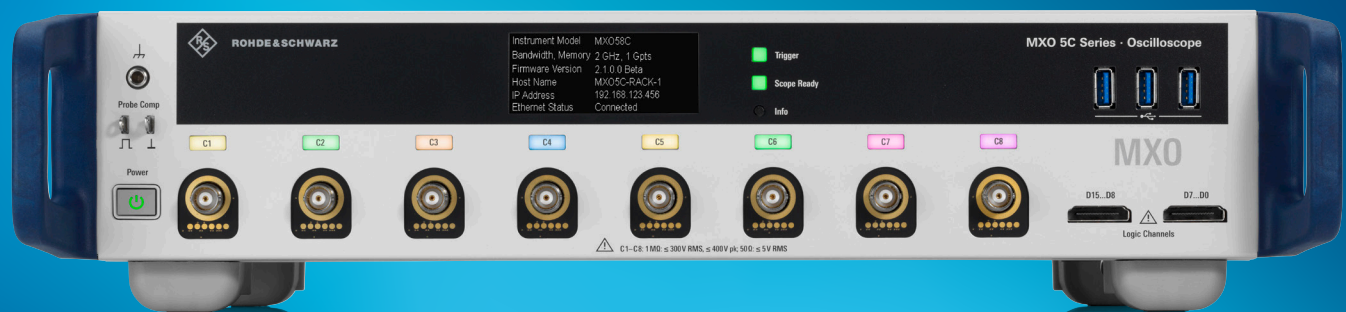 R S
ROHDE&SCHWARZ
Instrument Model MXO58C
Bandwidth, Memory 2 GHz, 1 Gpts
Firmware Version 2.1.0.0 Beta
Host Name MXO5C-RACK-1
IP Address 192.168.123.456
Ethernet Status Connected
Trigger
Scope Ready
Info
MXO 5C Series · Oscilloscope
Probe Comp
Power
C1
C2
C3
C4
C5
C6
C7
C8
MXO
D15...D8
D7...D0
Logic Channels
C1–C8: 1 MΩ: ≤ 300 V RMS, ≤ 400 V pk; 50 Ω: ≤ 5 V RMS